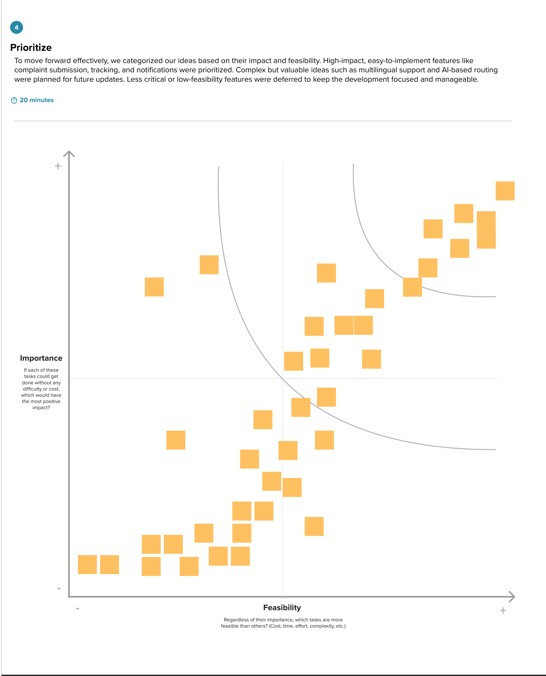 4
Prioritize
To move forward effectively, we categorized our ideas based on their impact and feasibility. High-impact, easy-to-implement features like
complaint submission, tracking, and notifications were prioritized. Complex but valuable ideas such as multilingual support and AI-based routing
were planned for future updates. Less critical or low-feasibility features were deferred to keep the development focused and manageable.
20 minutes
+
Importance
If each of these
tasks could get
done without any
difficulty or cost,
which would have
the most positive
impact?
-
-
Feasibility
+
Regardless of their importance, which tasks are more
feasible than others? (Cost, time, effort, complexity, etc.)